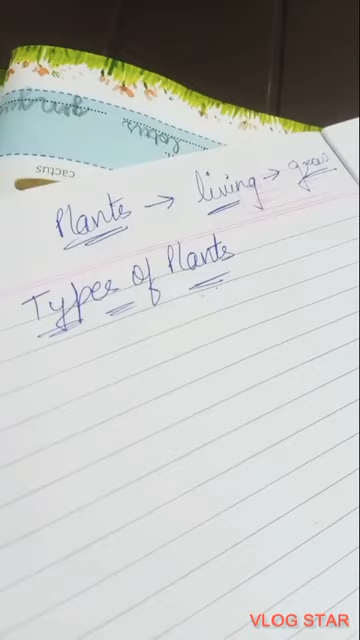 cactus
Plants → living → grow
Types of Plants
VLOG STAR